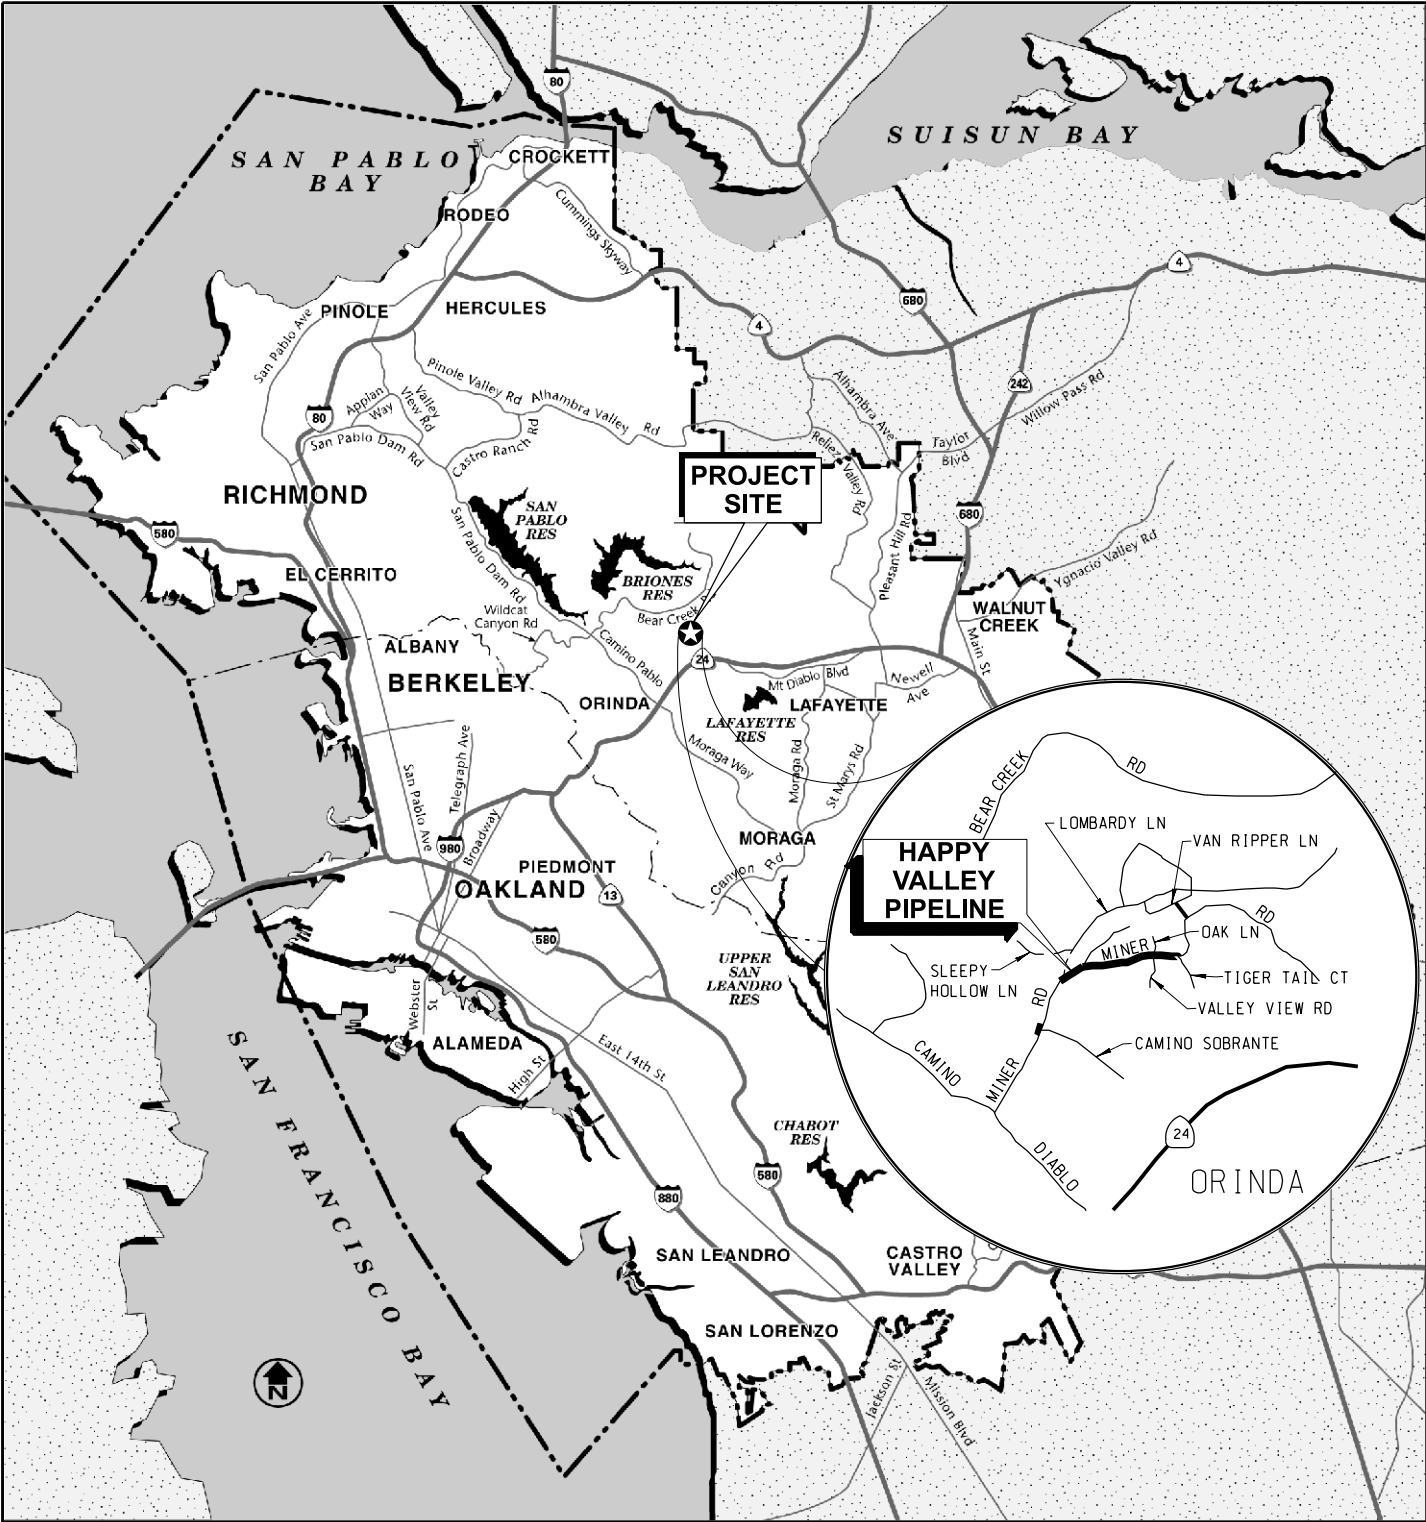 80
SUISUN BAY
SAN PABLO
BAY
CROCKETT
RODEO
Cummings Skyway
4
680
PINOLE
HERCULES
San Pablo Ave
4
242
Willow Pass Rd
Pinole Valley Rd
Alhambra Valley Rd
Alhambra Ave
Appian
Way
Valley
View Rd
80
San Pablo Dam Rd
Castro Ranch Rd
Reliez Valley Rd
Taylor
Blvd
PROJECT
SITE
RICHMOND
SAN
PABLO
RES
San Pablo Dam Rd
580
680
Pleasant Hill Rd
Ygnacio Valley Rd
EL CERRITO
BRIONES
RES
Wildcat
Canyon Rd
Bear Creek
WALNUT
CREEK
Main St
ALBANY
BERKELEY
Camino Pablo
24
Mt Diablo Blvd
Newell
Ave
ORINDA
LAFAYETTE
LAFAYETTE
RES
Moraga Way
Moraga Rd
St Marys Rd
San Pablo Ave
Telegraph Ave
Broadway
980
MORAGA
Canyon Rd
PIEDMONT
OAKLAND
13
580
UPPER
SAN
LEANDRO
RES
Webster
St
ALAMEDA
High St
East 14th St
CHABOT
RES
580
880
SAN LEANDRO
CASTRO
VALLEY
SAN LORENZO
Jackson St
Mission Blvd
SAN FRANCISCO BAY
N
BEAR CREEK RD
LOMBARDY LN
VAN RIPPER LN
HAPPY
VALLEY
PIPELINE
RD
MINER
OAK LN
SLEEPY
HOLLOW LN
TIGER TAIL CT
VALLEY VIEW RD
MINER RD
CAMINO SOBRANTE
CAMINO
DIABLO
24
ORINDA